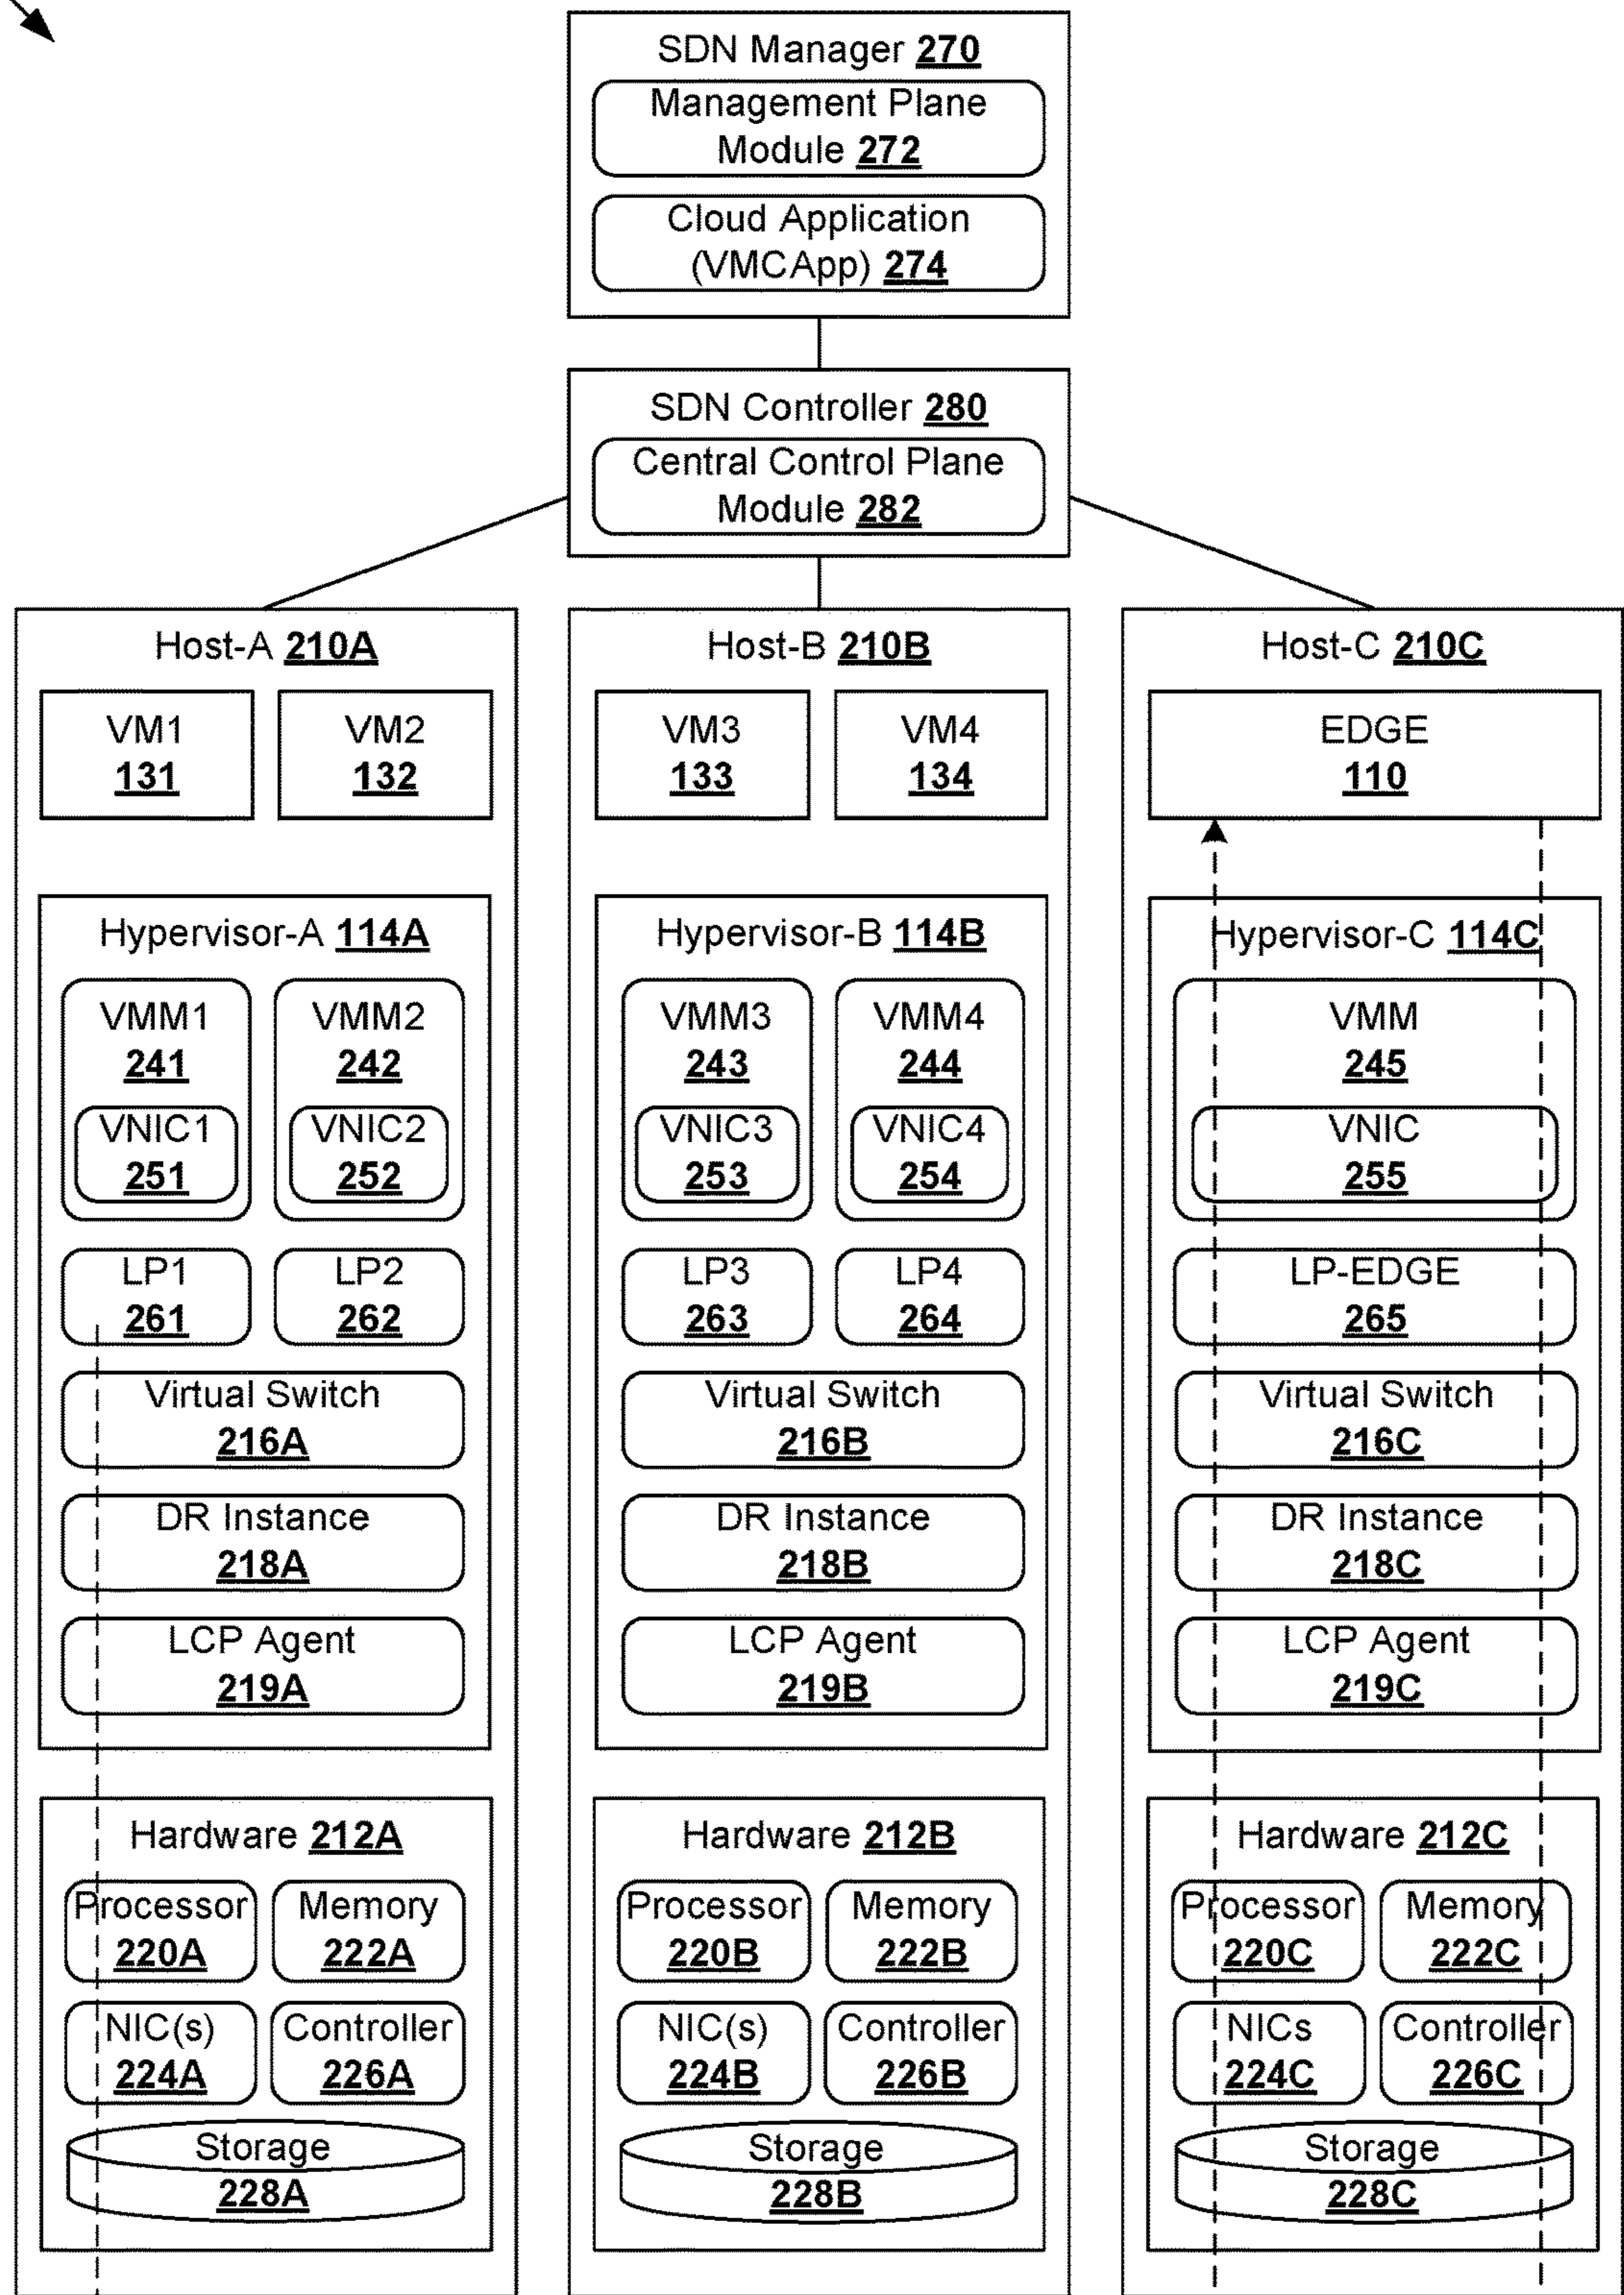 SDN Manager 270
Management Plane
Module 272
Cloud Application
(VMCApp) 274
SDN Controller 280
Central Control Plane
Module 282
Host-A 210A
VM1
131
VM2
132
Hypervisor-A 114A
VMM1
241
VNIC1
251
VMM2
242
VNIC2
252
LP1
261
LP2
262
Virtual Switch
216A
DR Instance
218A
LCP Agent
219A
Hardware 212A
Processor
220A
Memory
222A
NIC(s)
224A
Controller
226A
Storage
228A
Host-B 210B
VM3
133
VM4
134
Hypervisor-B 114B
VMM3
243
VNIC3
253
VMM4
244
VNIC4
254
LP3
263
LP4
264
Virtual Switch
216B
DR Instance
218B
LCP Agent
219B
Hardware 212B
Processor
220B
Memory
222B
NIC(s)
224B
Controller
226B
Storage
228B
Host-C 210C
EDGE
110
Hypervisor-C 114C
VMM
245
VNIC
255
LP-EDGE
265
Virtual Switch
216C
DR Instance
218C
LCP Agent
219C
Hardware 212C
Processor
220C
Memory
222C
NICs
224C
Controller
226C
Storage
228C